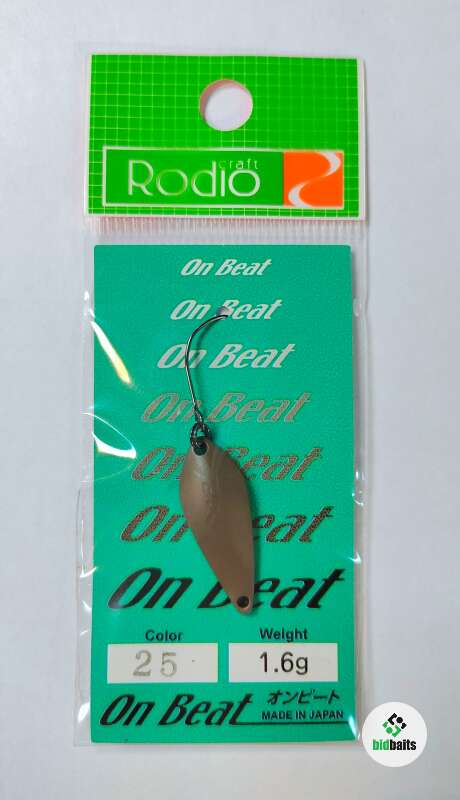 craft
Rodio
On Beat
On Beat
On Beat
On Beat
On Beat
On Beat
On Beat
Color Weight
25 1.6g
On Beat オンビート
MADE IN JAPAN
bidbaits